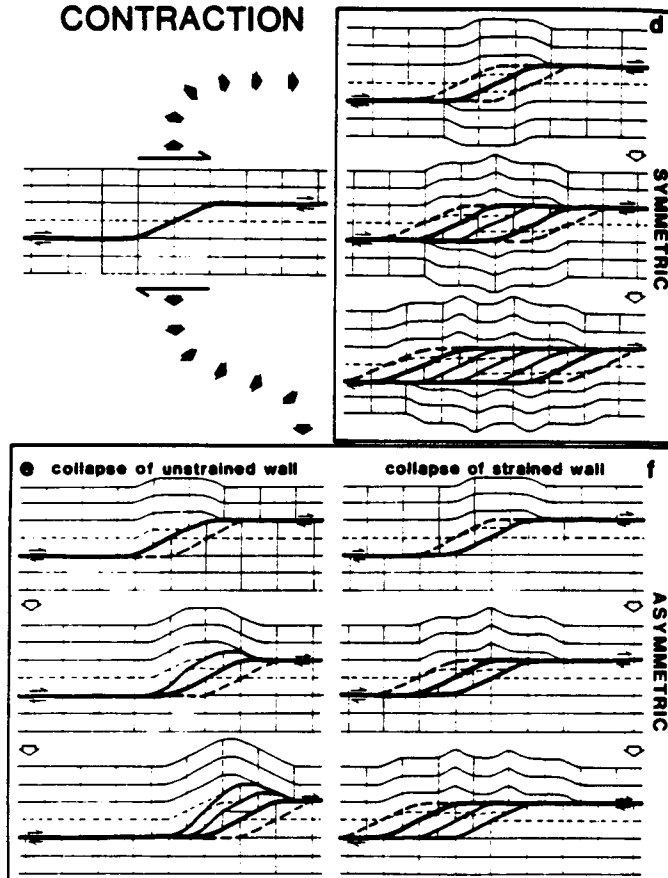 CONTRACTION
d
SYMMETRIC
e collapse of unstrained wall
collapse of strained wall f
ASYMMETRIC